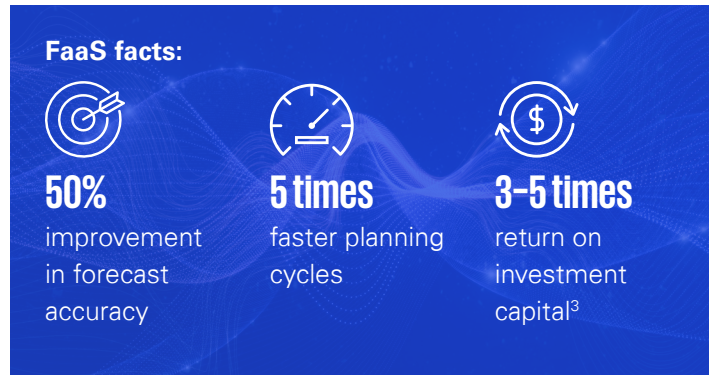 FaaS facts:
$
50%
improvement
in forecast
accuracy
5 times
faster planning
cycles
3–5 times
return on
investment
capital³